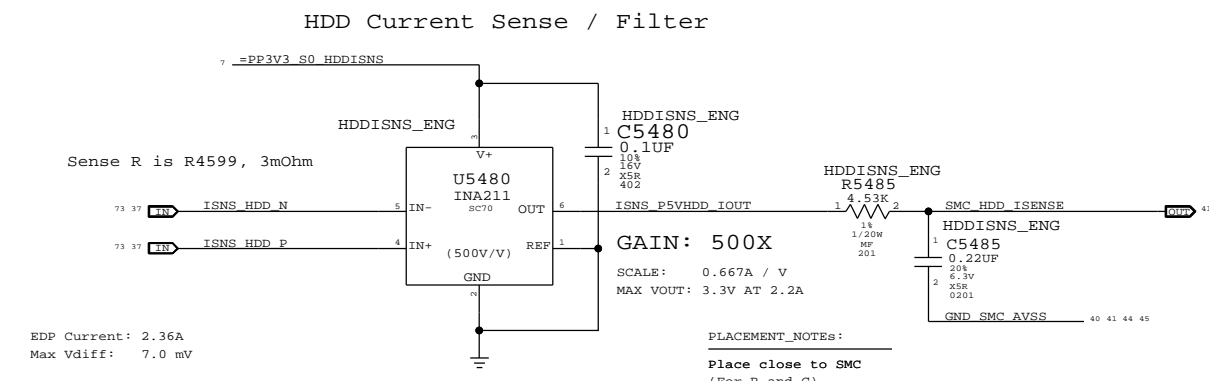 HDD Current Sense / Filter
7 =PP3V3_S0_HDDISNS
HDDISNS_ENG
HDDISNS_ENG
1 C5480
0.1UF
10%
16V
2 X5R
402
3
V+
Sense R is R4599, 3mOhm
U5480
INA211
SC70
HDDISNS_ENG
R5485
4.53K
73 37 IN ISNS_HDD_N 5 IN- OUT 6 ISNS_P5VHDD_IOUT 1 2 SMC_HDD_ISENSE OUT 41
1%
1/20W
MF
201
HDDISNS_ENG
1 C5485
0.22UF
20%
6.3V
2 X5R
0201
73 37 IN ISNS_HDD_P 4 IN+ REF 1
(500V/V)
GND
2
GAIN: 500X
SCALE: 0.667A / V
MAX VOUT: 3.3V AT 2.2A
GND_SMC_AVSS 40 41 44 45
EDP Current: 2.36A
Max Vdiff: 7.0 mV
PLACEMENT_NOTEs:
Place close to SMC
(For R and C)